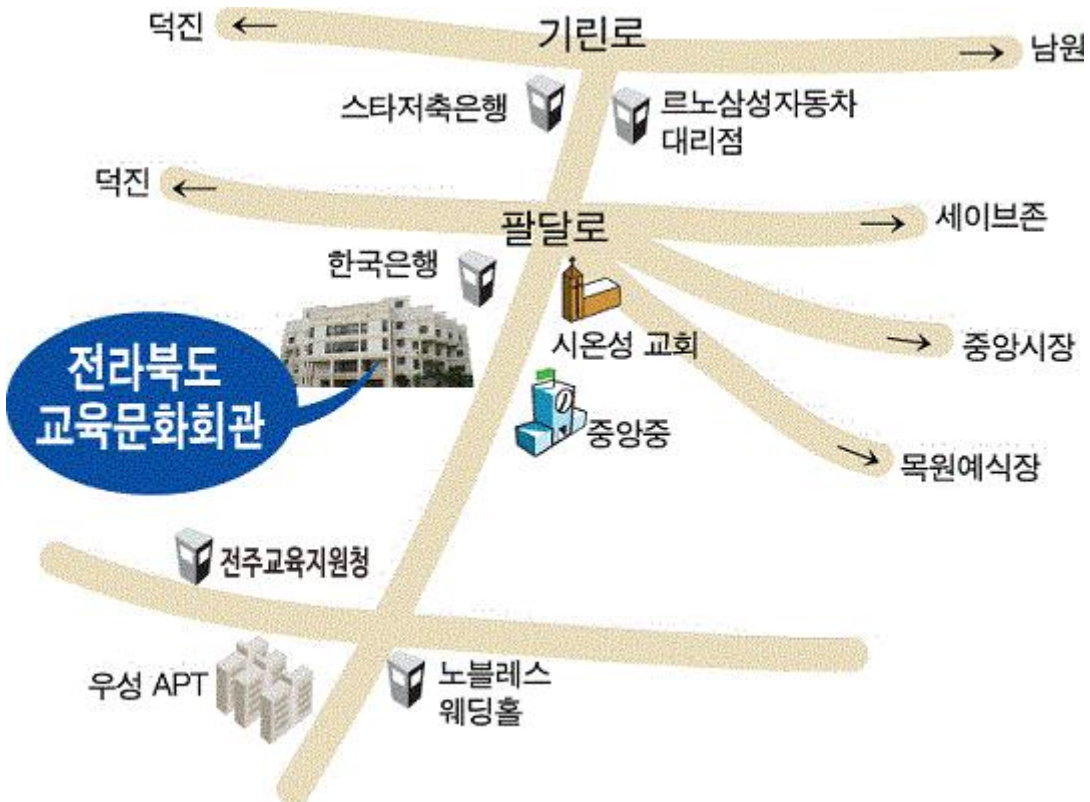 덕진
기린로
남원
스타저축은행
르노삼성자동차
대리점
덕진
팔달로
세이브존
한국은행
시온성 교회
중앙시장
전라북도
교육문화회관
중앙중
목원예식장
전주교육지원청
우성 APT
노블레스
웨딩홀